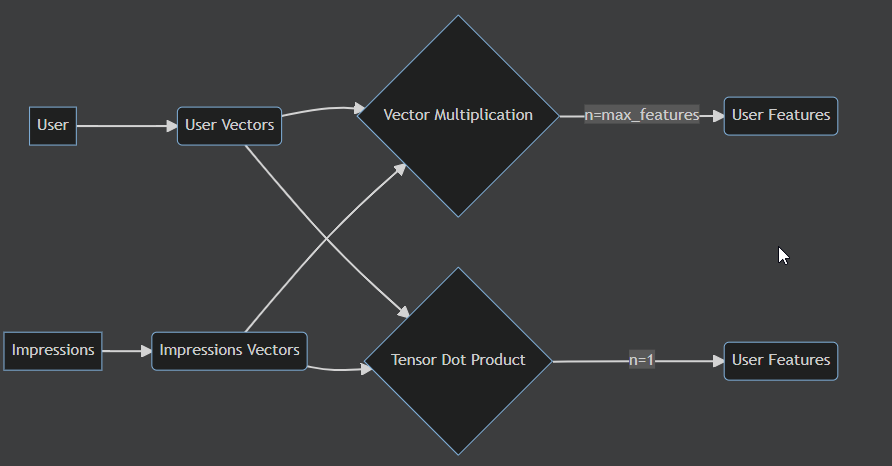 User
User Vectors
Vector Multiplication
n=max_features
User Features
Impressions
Impressions Vectors
Tensor Dot Product
n=1
User Features